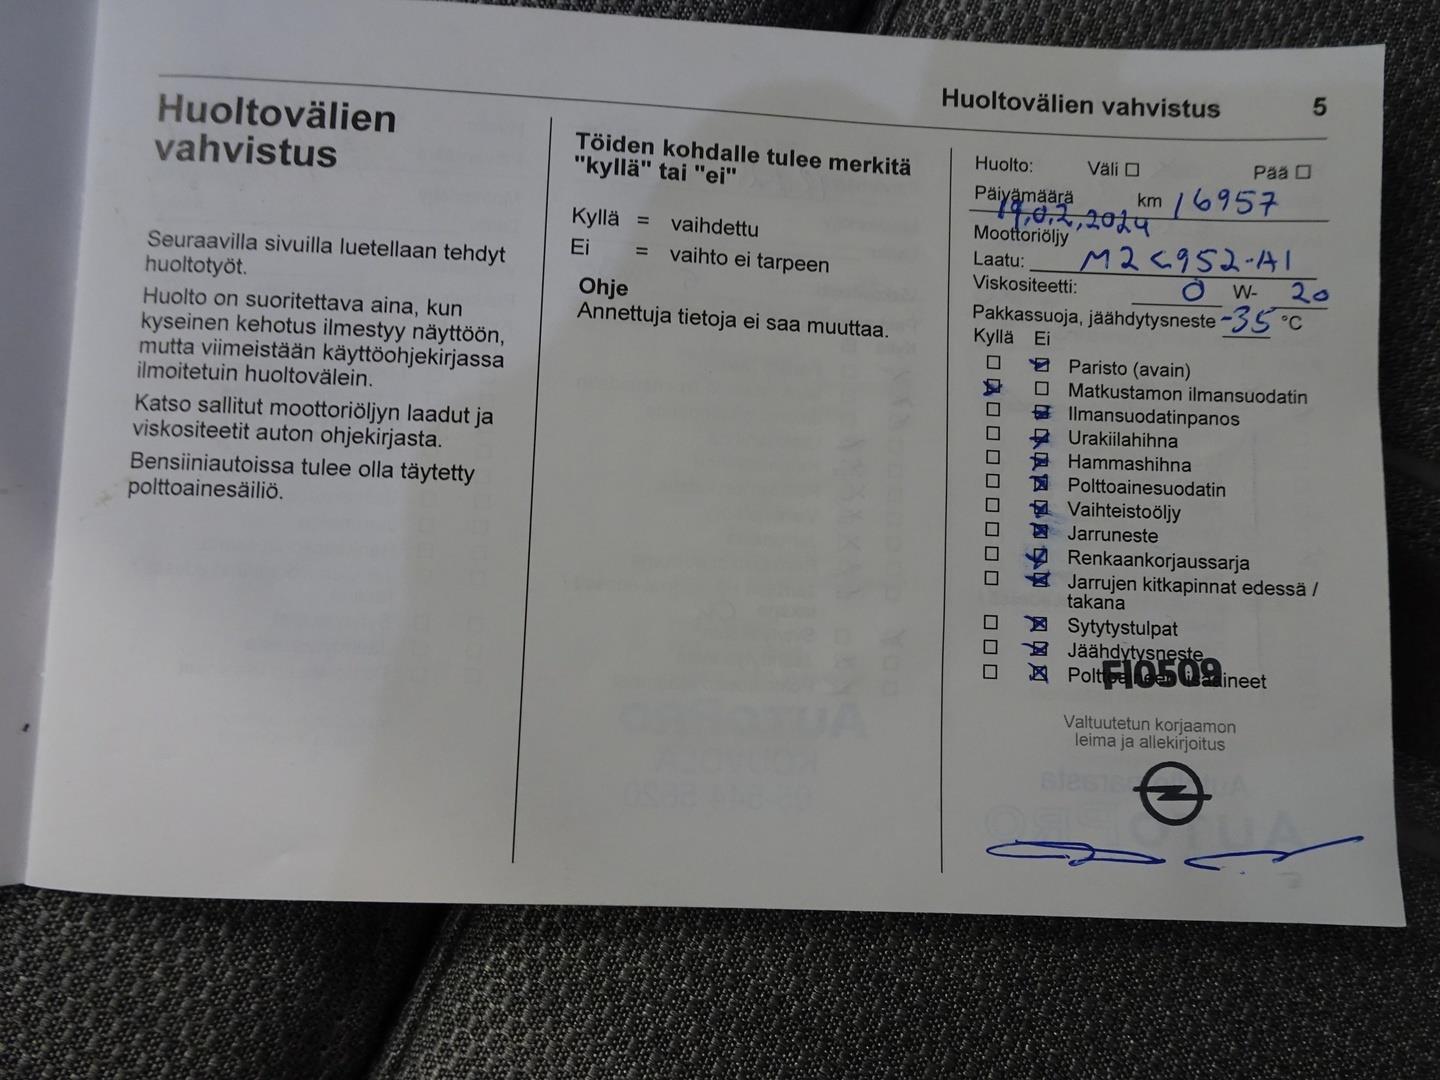 Huoltovälien vahvistus 5
Huoltovälien
vahvistus
Seuraavilla sivuilla luetellaan tehdyt
huoltotyöt.
Huolto on suoritettava aina, kun
kyseinen kehotus ilmestyy näyttöön,
mutta viimeistään käyttöohjekirjassa
ilmoitetuin huoltovälein.
Katso sallitut moottoriöljyn laadut ja
viskositeetit auton ohjekirjasta.
Bensiiniautoissa tulee olla täytetty
polttoainesäiliö.
Töiden kohdalle tulee merkitä
"kyllä" tai "ei"
Kyllä = vaihdettu
Ei = vaihto ei tarpeen
Ohje
Annettuja tietoja ei saa muuttaa.
Huolto: Väli Pää
Päivämäärä km 16957
19.02.2024
Moottoriöljy
Laatu: M2C952-A1
Viskositeetti: 0 W- 20
Pakkassuoja, jäähdytysneste -35 °C
Kyllä Ei
Paristo (avain)
Matkustamon ilmansuodatin
Ilmansuodatinpanos
Urakiilahihna
Hammashihna
Polttoainesuodatin
Vaihteistoöljy
Jarruneste
Renkaankorjaussarja
Jarrujen kitkapinnat edessä /
takana
Sytytystulpat
Jäähdytysneste
FI0509
Polttoaineen lisäaineet
Valtuutetun korjaamon
leima ja allekirjoitus